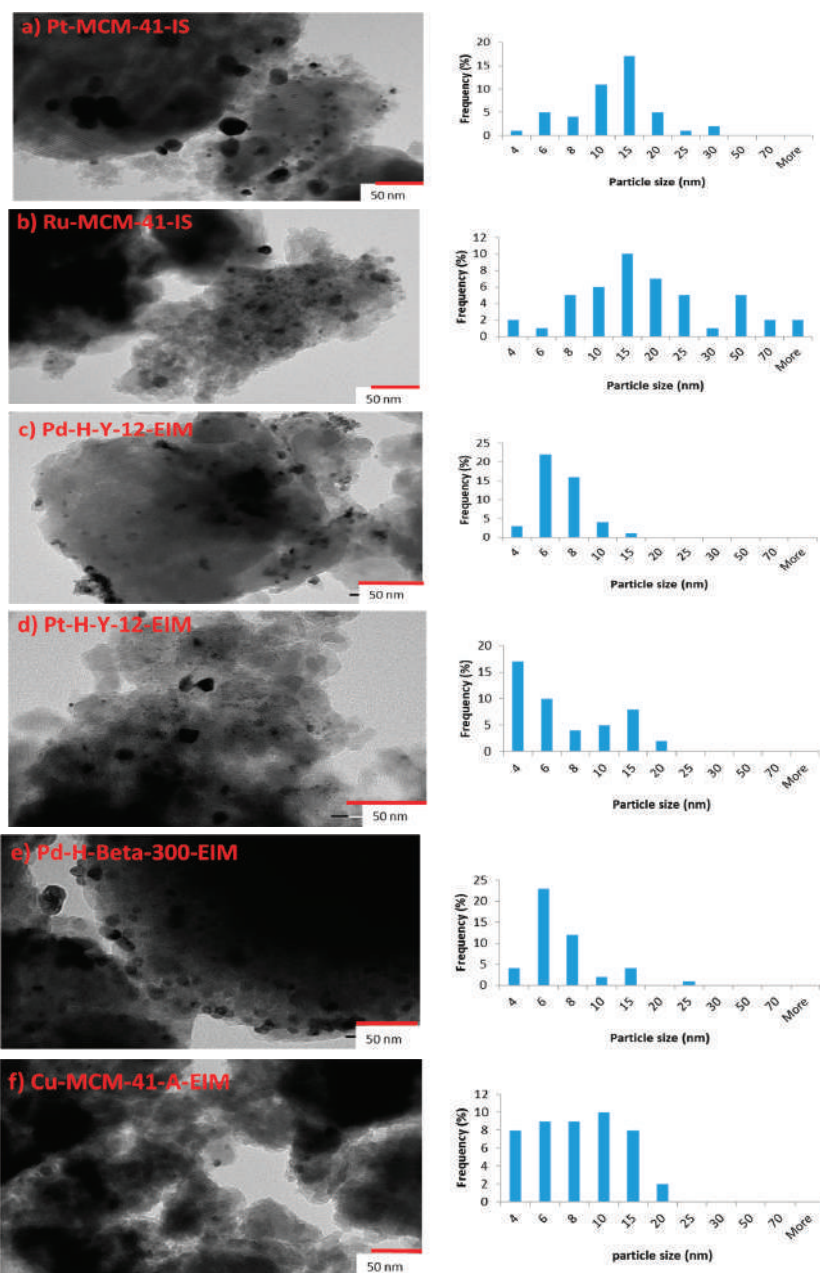 a) Pt-MCM-41-IS
50 nm
Frequency (%)
20
15
10
5
0
4 6 8 10 15 20 25 30 50 70 More
Particle size (nm)
b) Ru-MCM-41-IS
50 nm
Frequency (%)
12
10
8
6
4
2
0
4 6 8 10 15 20 25 30 50 70 More
Particle size (nm)
c) Pd-H-Y-12-EIM
50 nm
Frequency (%)
25
20
15
10
5
0
4 6 8 10 15 20 25 30 50 70 More
Particle size (nm)
d) Pt-H-Y-12-EIM
50 nm
Frequency (%)
20
15
10
5
0
4 6 8 10 15 20 25 30 50 70 More
Particle size (nm)
e) Pd-H-Beta-300-EIM
50 nm
Frequency (%)
25
20
15
10
5
0
4 6 8 10 15 20 25 30 50 70 More
Particle size (nm)
f) Cu-MCM-41-A-EIM
50 nm
Frequency (%)
12
10
8
6
4
2
0
4 6 8 10 15 20 25 30 50 70 More
particle size (nm)